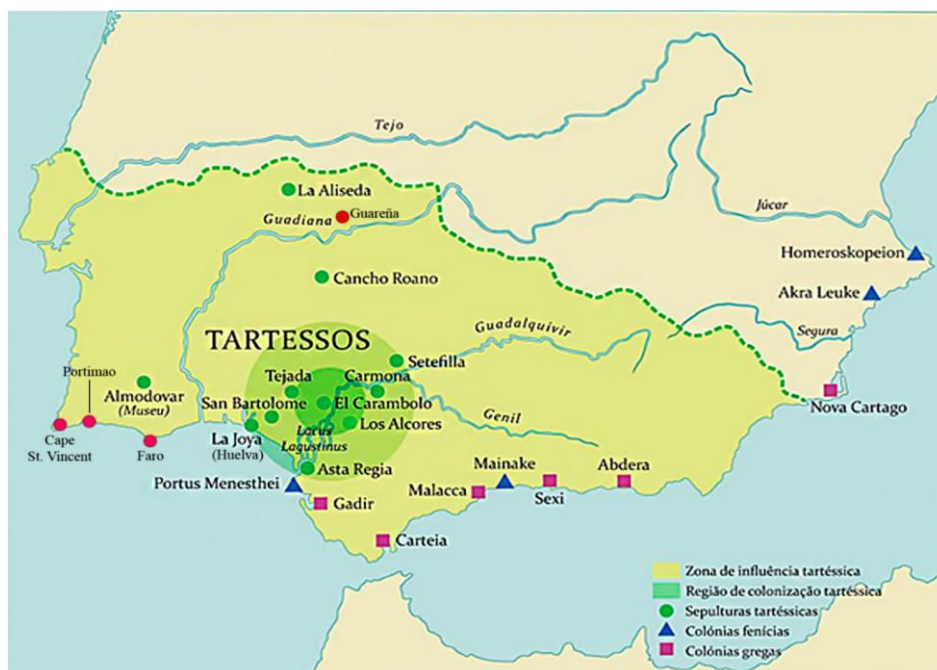 Tejo
La Aliseda
Guadiana
Guareña
Júcar
Homeroskopeion
Cancho Roano
Akra Leuke
Segura
Guadalquivir
TARTESSOS
Setefilla
Portimao
Tejada
Carmona
Almodovar
(Museu)
San Bartolome
El Carambolo
Genil
Nova Cartago
Los Alcores
Cape
St. Vincent
Faro
La Joya
(Huelva)
Lacus
Lagustinus
Asta Regia
Portus Menesthei
Mainake
Abdera
Malacca
Sexi
Gadir
Carteia
Zona de influência tartéssica
Região de colonização tartéssica
Sepulturas tartéssicas
Colónias fenícias
Colónias gregas